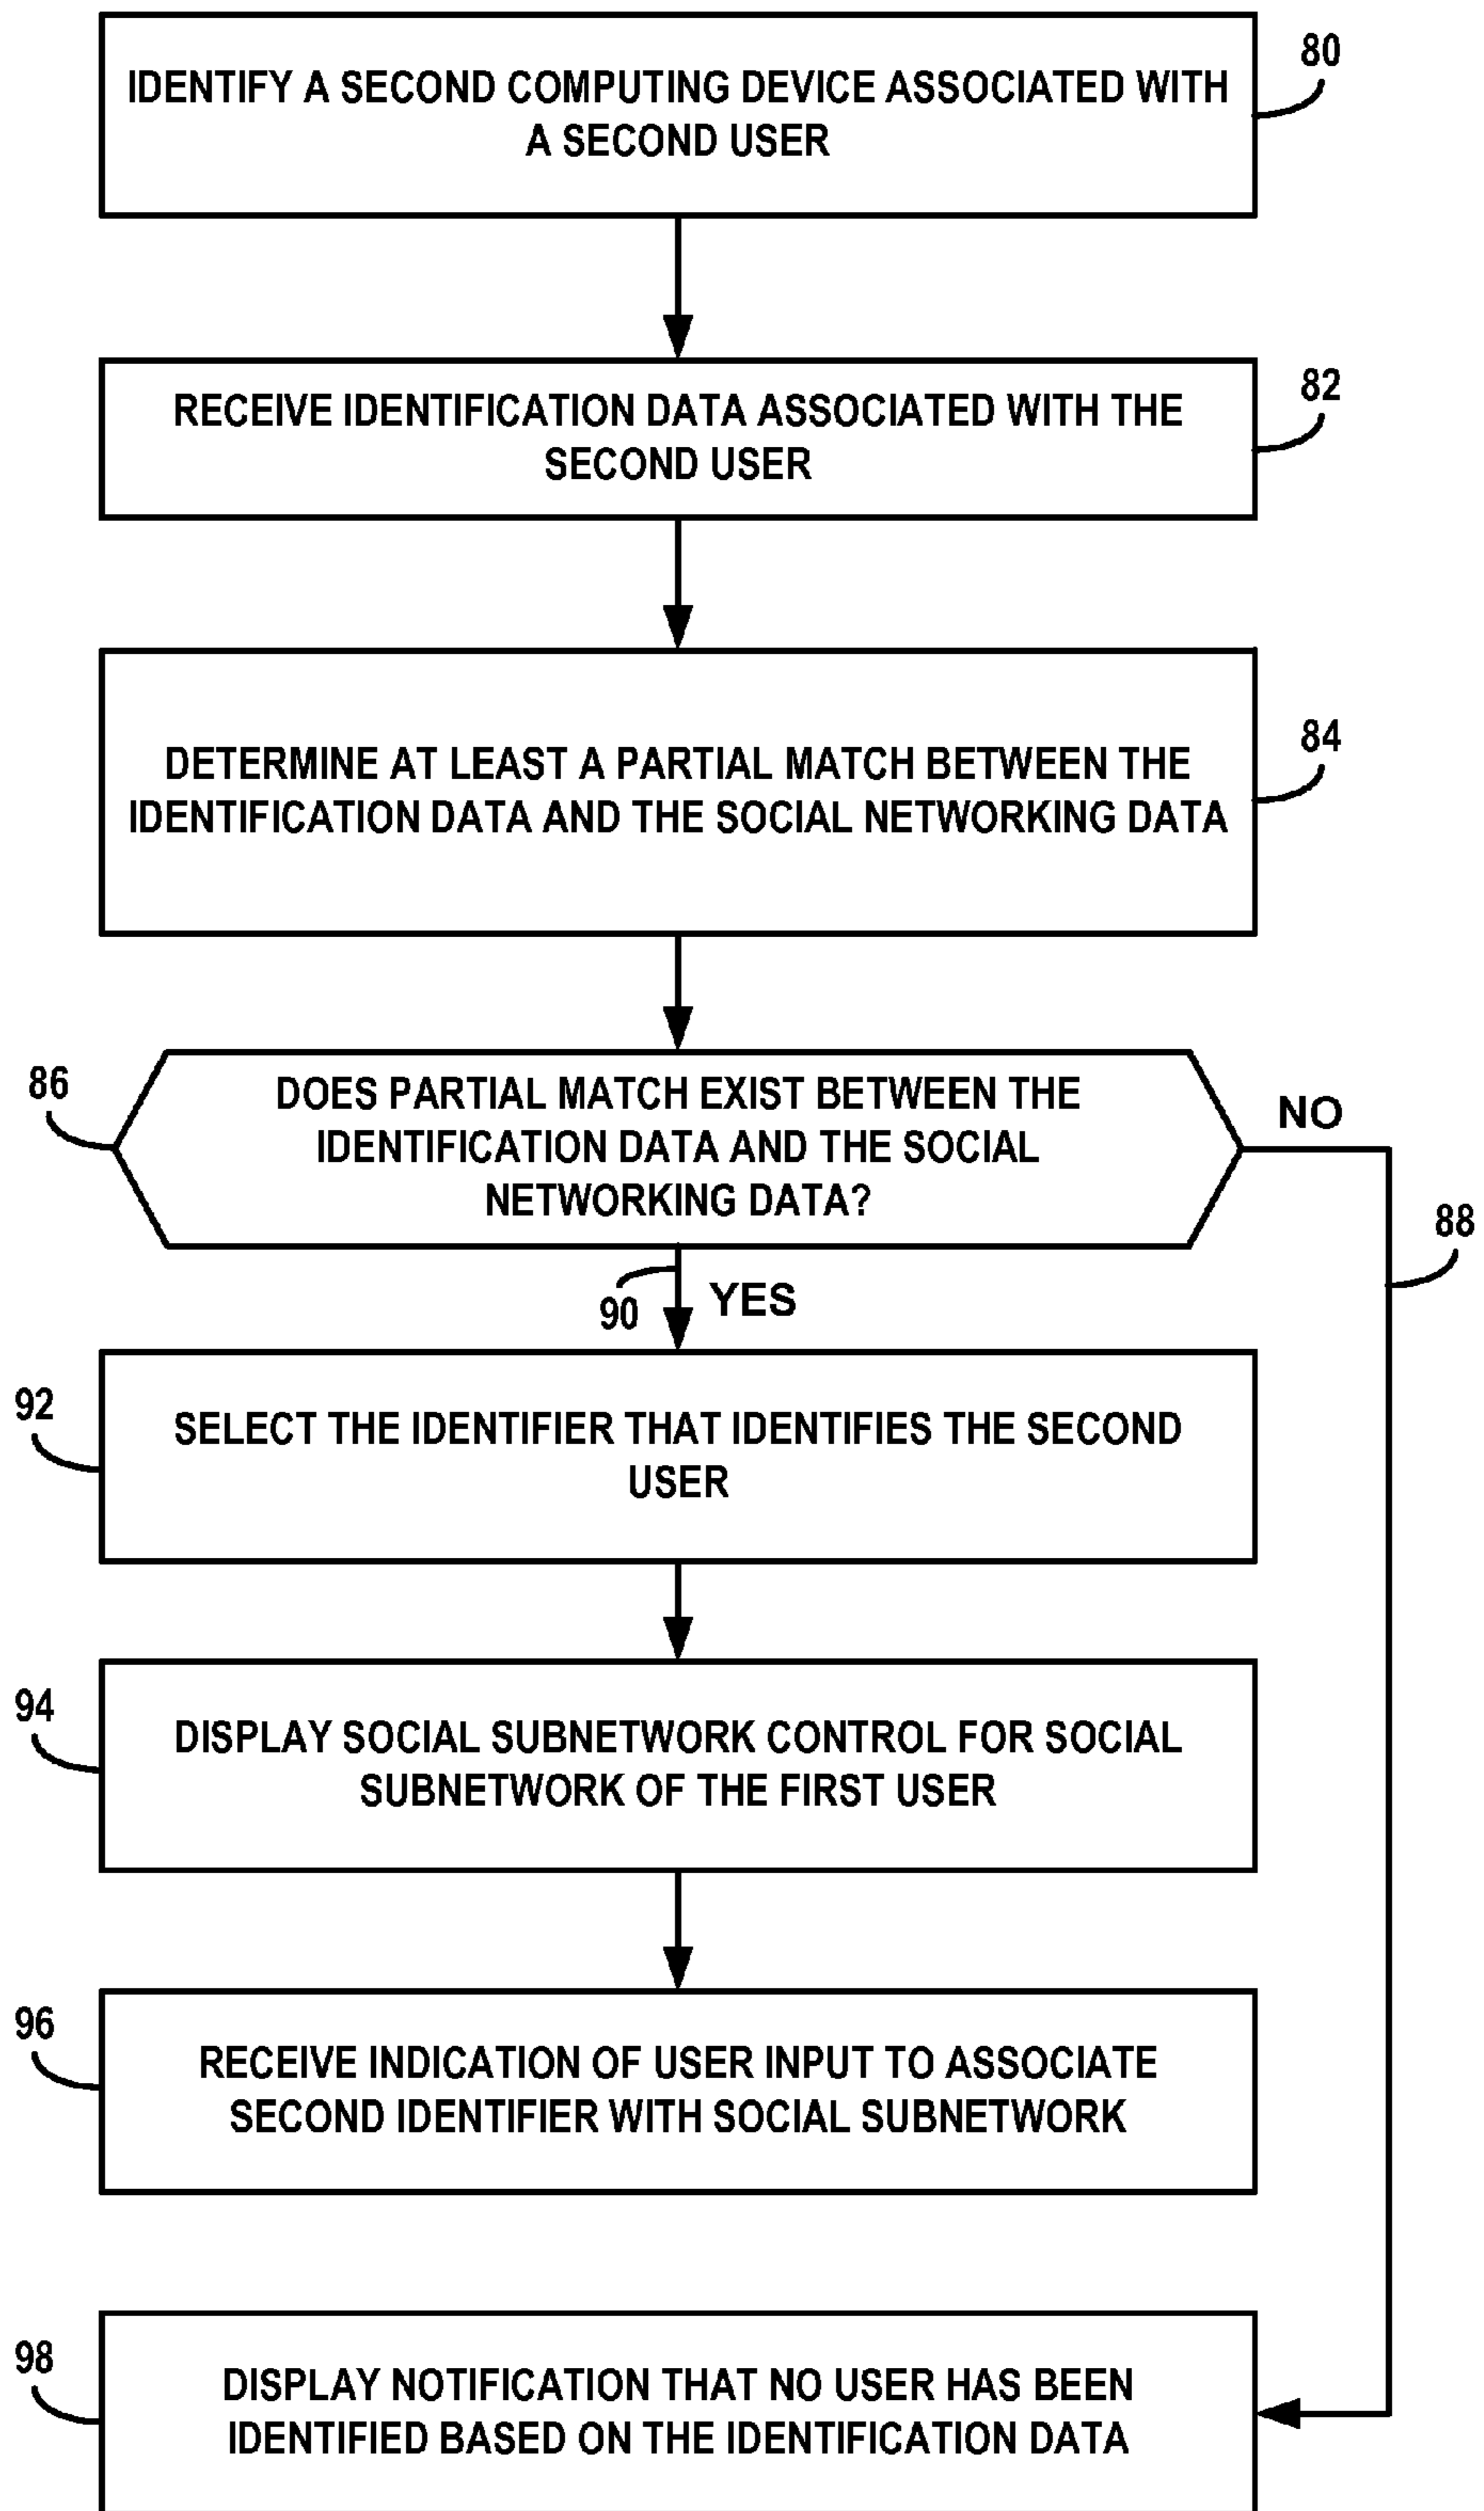 80
IDENTIFY A SECOND COMPUTING DEVICE ASSOCIATED WITH
A SECOND USER
82
RECEIVE IDENTIFICATION DATA ASSOCIATED WITH THE
SECOND USER
84
DETERMINE AT LEAST A PARTIAL MATCH BETWEEN THE
IDENTIFICATION DATA AND THE SOCIAL NETWORKING DATA
86
DOES PARTIAL MATCH EXIST BETWEEN THE
IDENTIFICATION DATA AND THE SOCIAL
NETWORKING DATA?
NO
88
90
YES
92
SELECT THE IDENTIFIER THAT IDENTIFIES THE SECOND
USER
94
DISPLAY SOCIAL SUBNETWORK CONTROL FOR SOCIAL
SUBNETWORK OF THE FIRST USER
96
RECEIVE INDICATION OF USER INPUT TO ASSOCIATE
SECOND IDENTIFIER WITH SOCIAL SUBNETWORK
98
DISPLAY NOTIFICATION THAT NO USER HAS BEEN
IDENTIFIED BASED ON THE IDENTIFICATION DATA